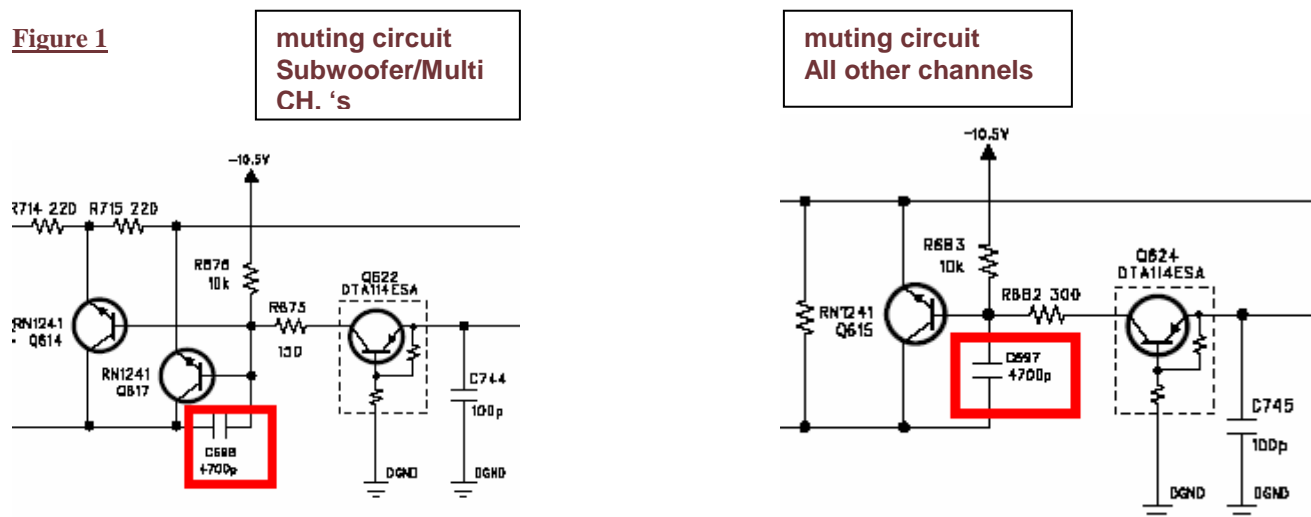 Figure 1
muting circuit
Subwoofer/Multi
CH. ‘s
-10.5V
R714 220 R715 220
R676
10k
Q622
DTA114ESA
R675
150
RN1241
Q614
RN1241
Q617
C744
100p
C698
4700p
DGND
DGND
muting circuit
All other channels
-10.5V
R683
10k
Q624
DTA114ESA
R682 300
RN1241
Q615
C697
4700p
C745
100p
DGND
DGND